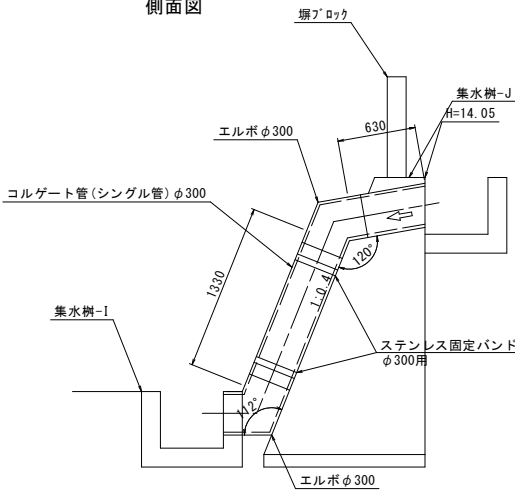 側面図
塀ﾌﾞﾛｯｸ
集水桝-J
H=14.05
630
エルボφ300
コルゲート管(シングル管)φ300
120°
1330
1:0.4
集水桝-I
ステンレス固定バンド
φ300用
112°
エルボφ300